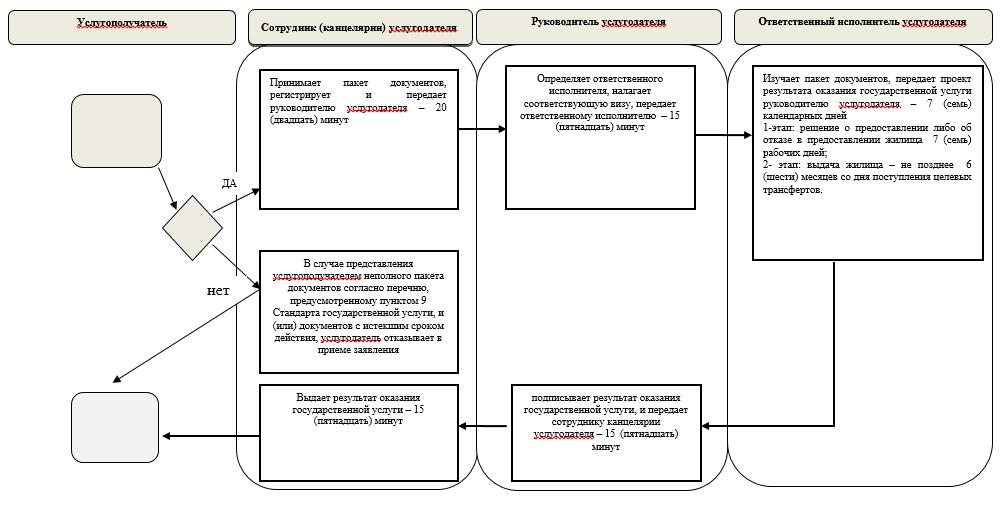 Услугополучатель
Сотрудник (канцелярии) услугодателя
Руководитель услугодателя
Ответственный исполнитель услугодателя
Принимает пакет документов,
регистрирует и передает
руководителю услугодателя – 20
(двадцать) минут
Определяет ответственного
исполнителя, налагает
соответствующую визу, передает
ответственному исполнителю – 15
(пятнадцать) минут
Изучает пакет документов, передает проект
результата оказания государственной услуги
руководителю услугодателя – 7 (семь)
календарных дней
1-этап: решение о предоставлении либо об
отказе в предоставлении жилища 7 (семь)
рабочих дней;
2- этап: выдача жилища – не позднее 6
(шести) месяцев со дня поступления целевых
трансфертов.
ДА
нет
В случае представления
услугополучателем неполного пакета
документов согласно перечню,
предусмотренному пунктом 9
Стандарта государственной услуги, и
(или) документов с истекшим сроком
действия, услугодатель отказывает в
приеме заявления
Выдает результат оказания
государственной услуги – 15
(пятнадцать) минут
подписывает результат оказания
государственной услуги, и передает
сотруднику канцелярии
услугодателя – 15 (пятнадцать)
минут